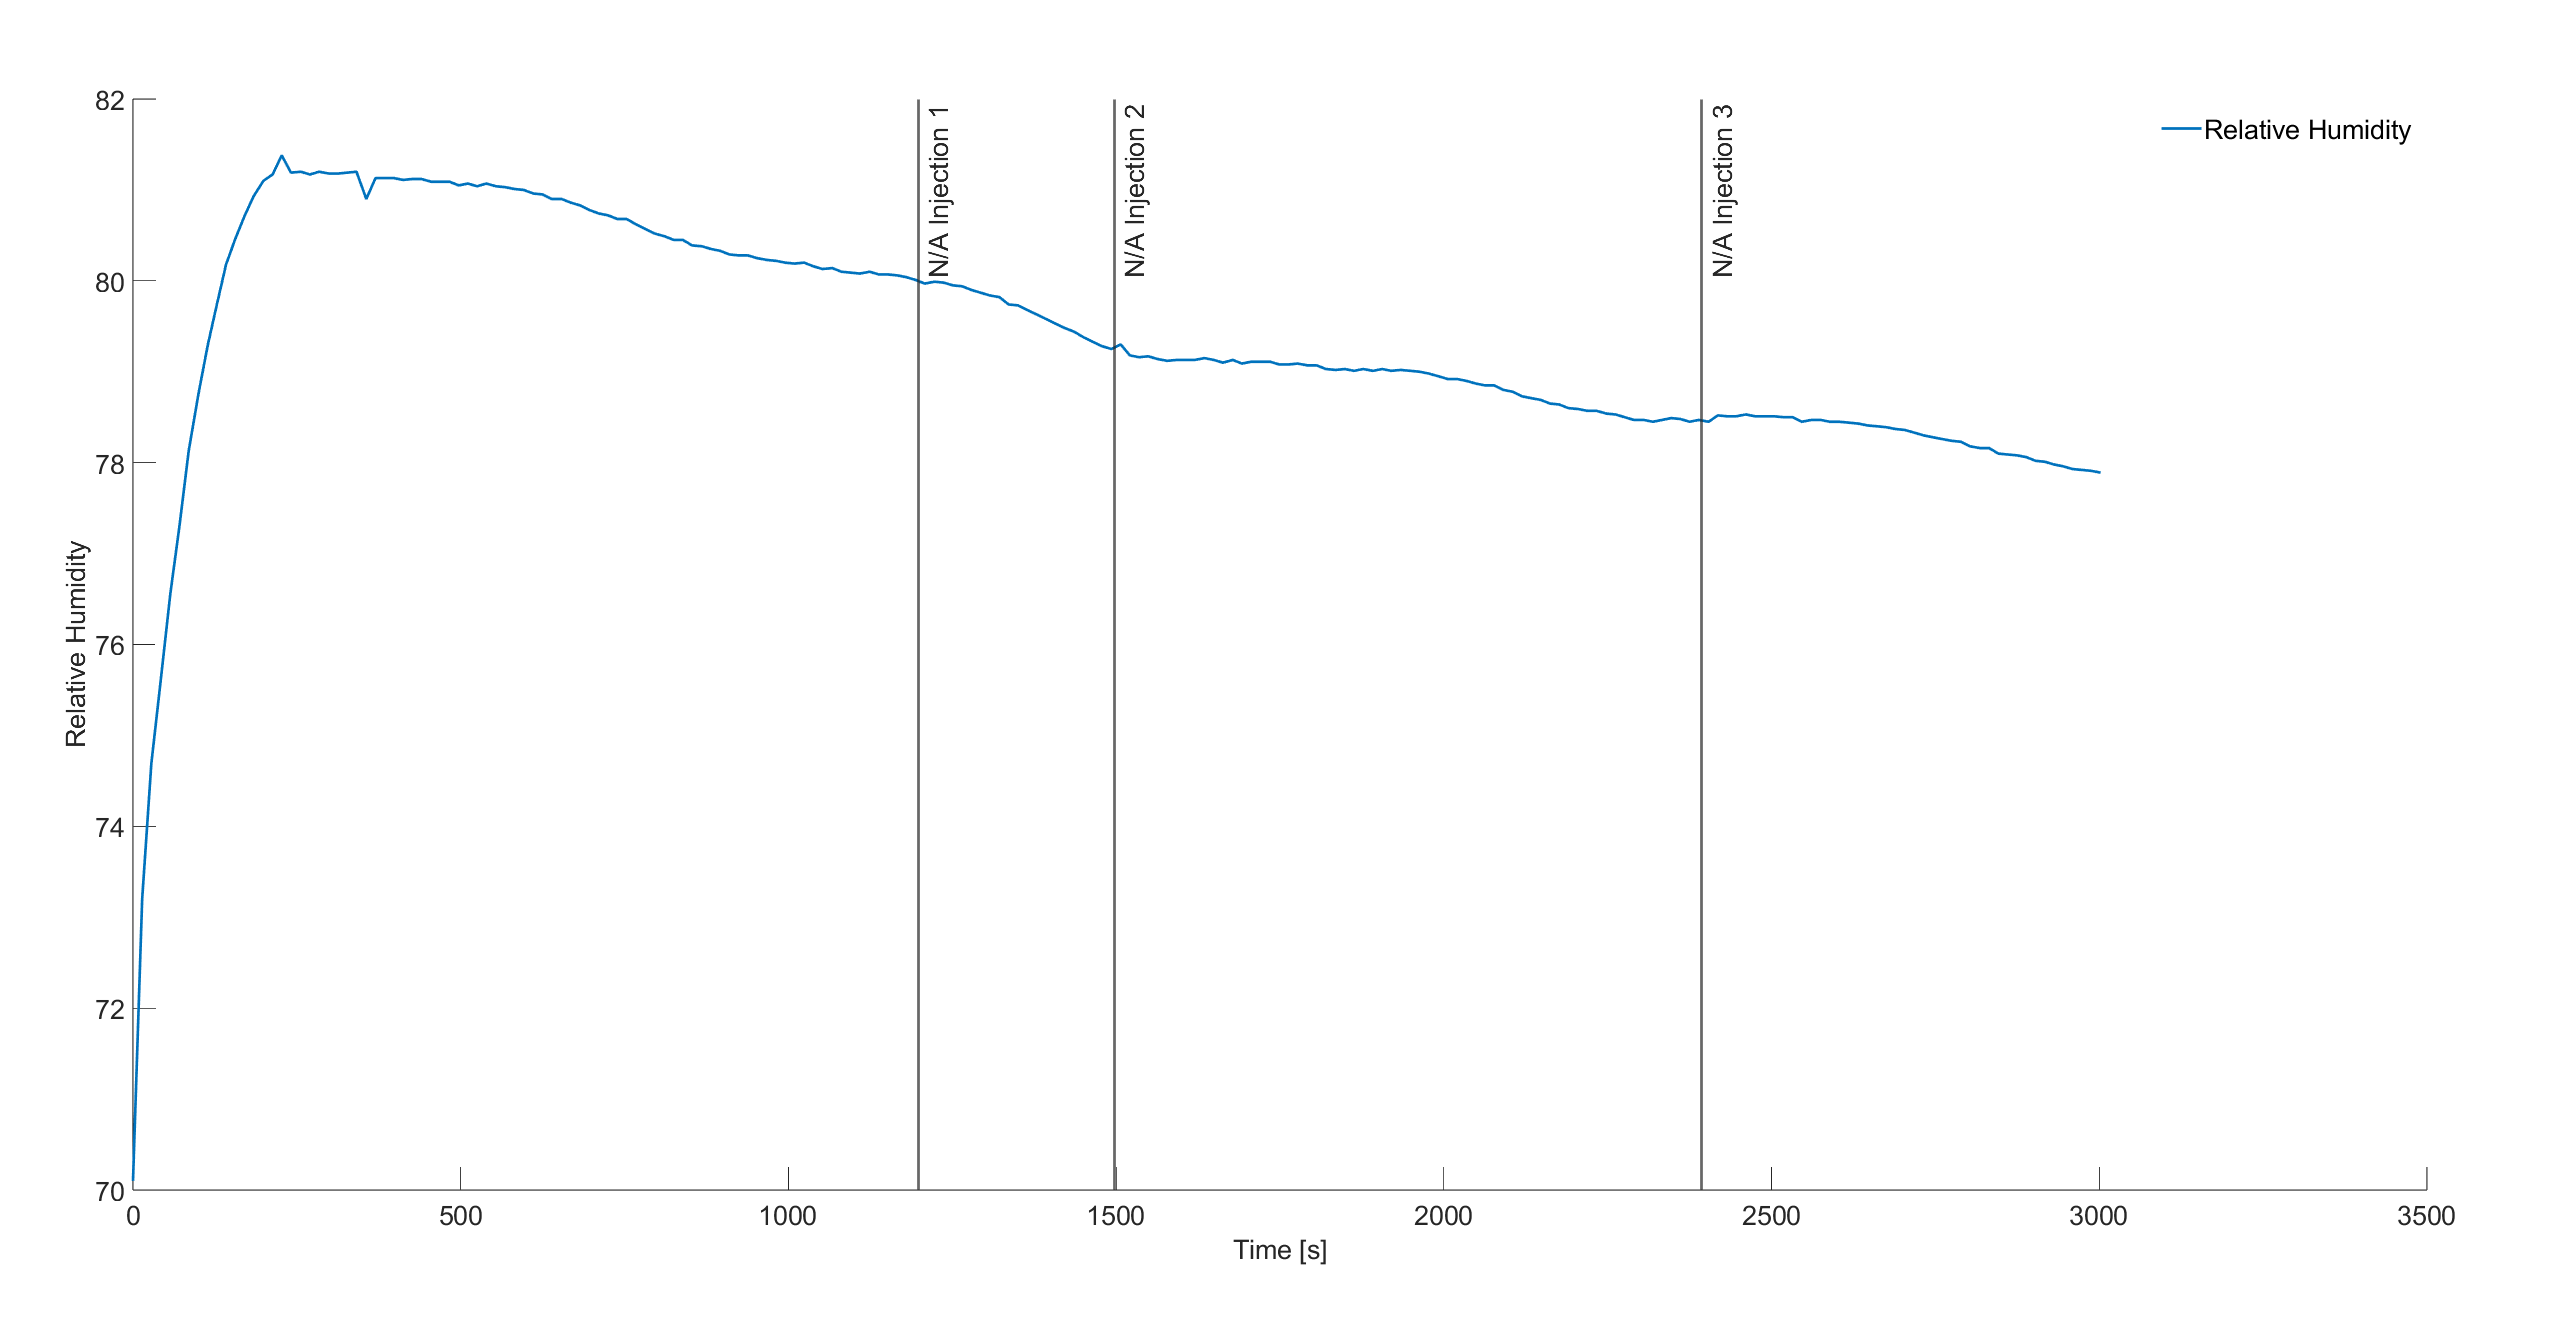 82
80
78
76
74
72
70
Relative Humidity
N/A Injection 1
N/A Injection 2
N/A Injection 3
Relative Humidity
0 500 1000 1500 2000 2500 3000 3500
Time [s]